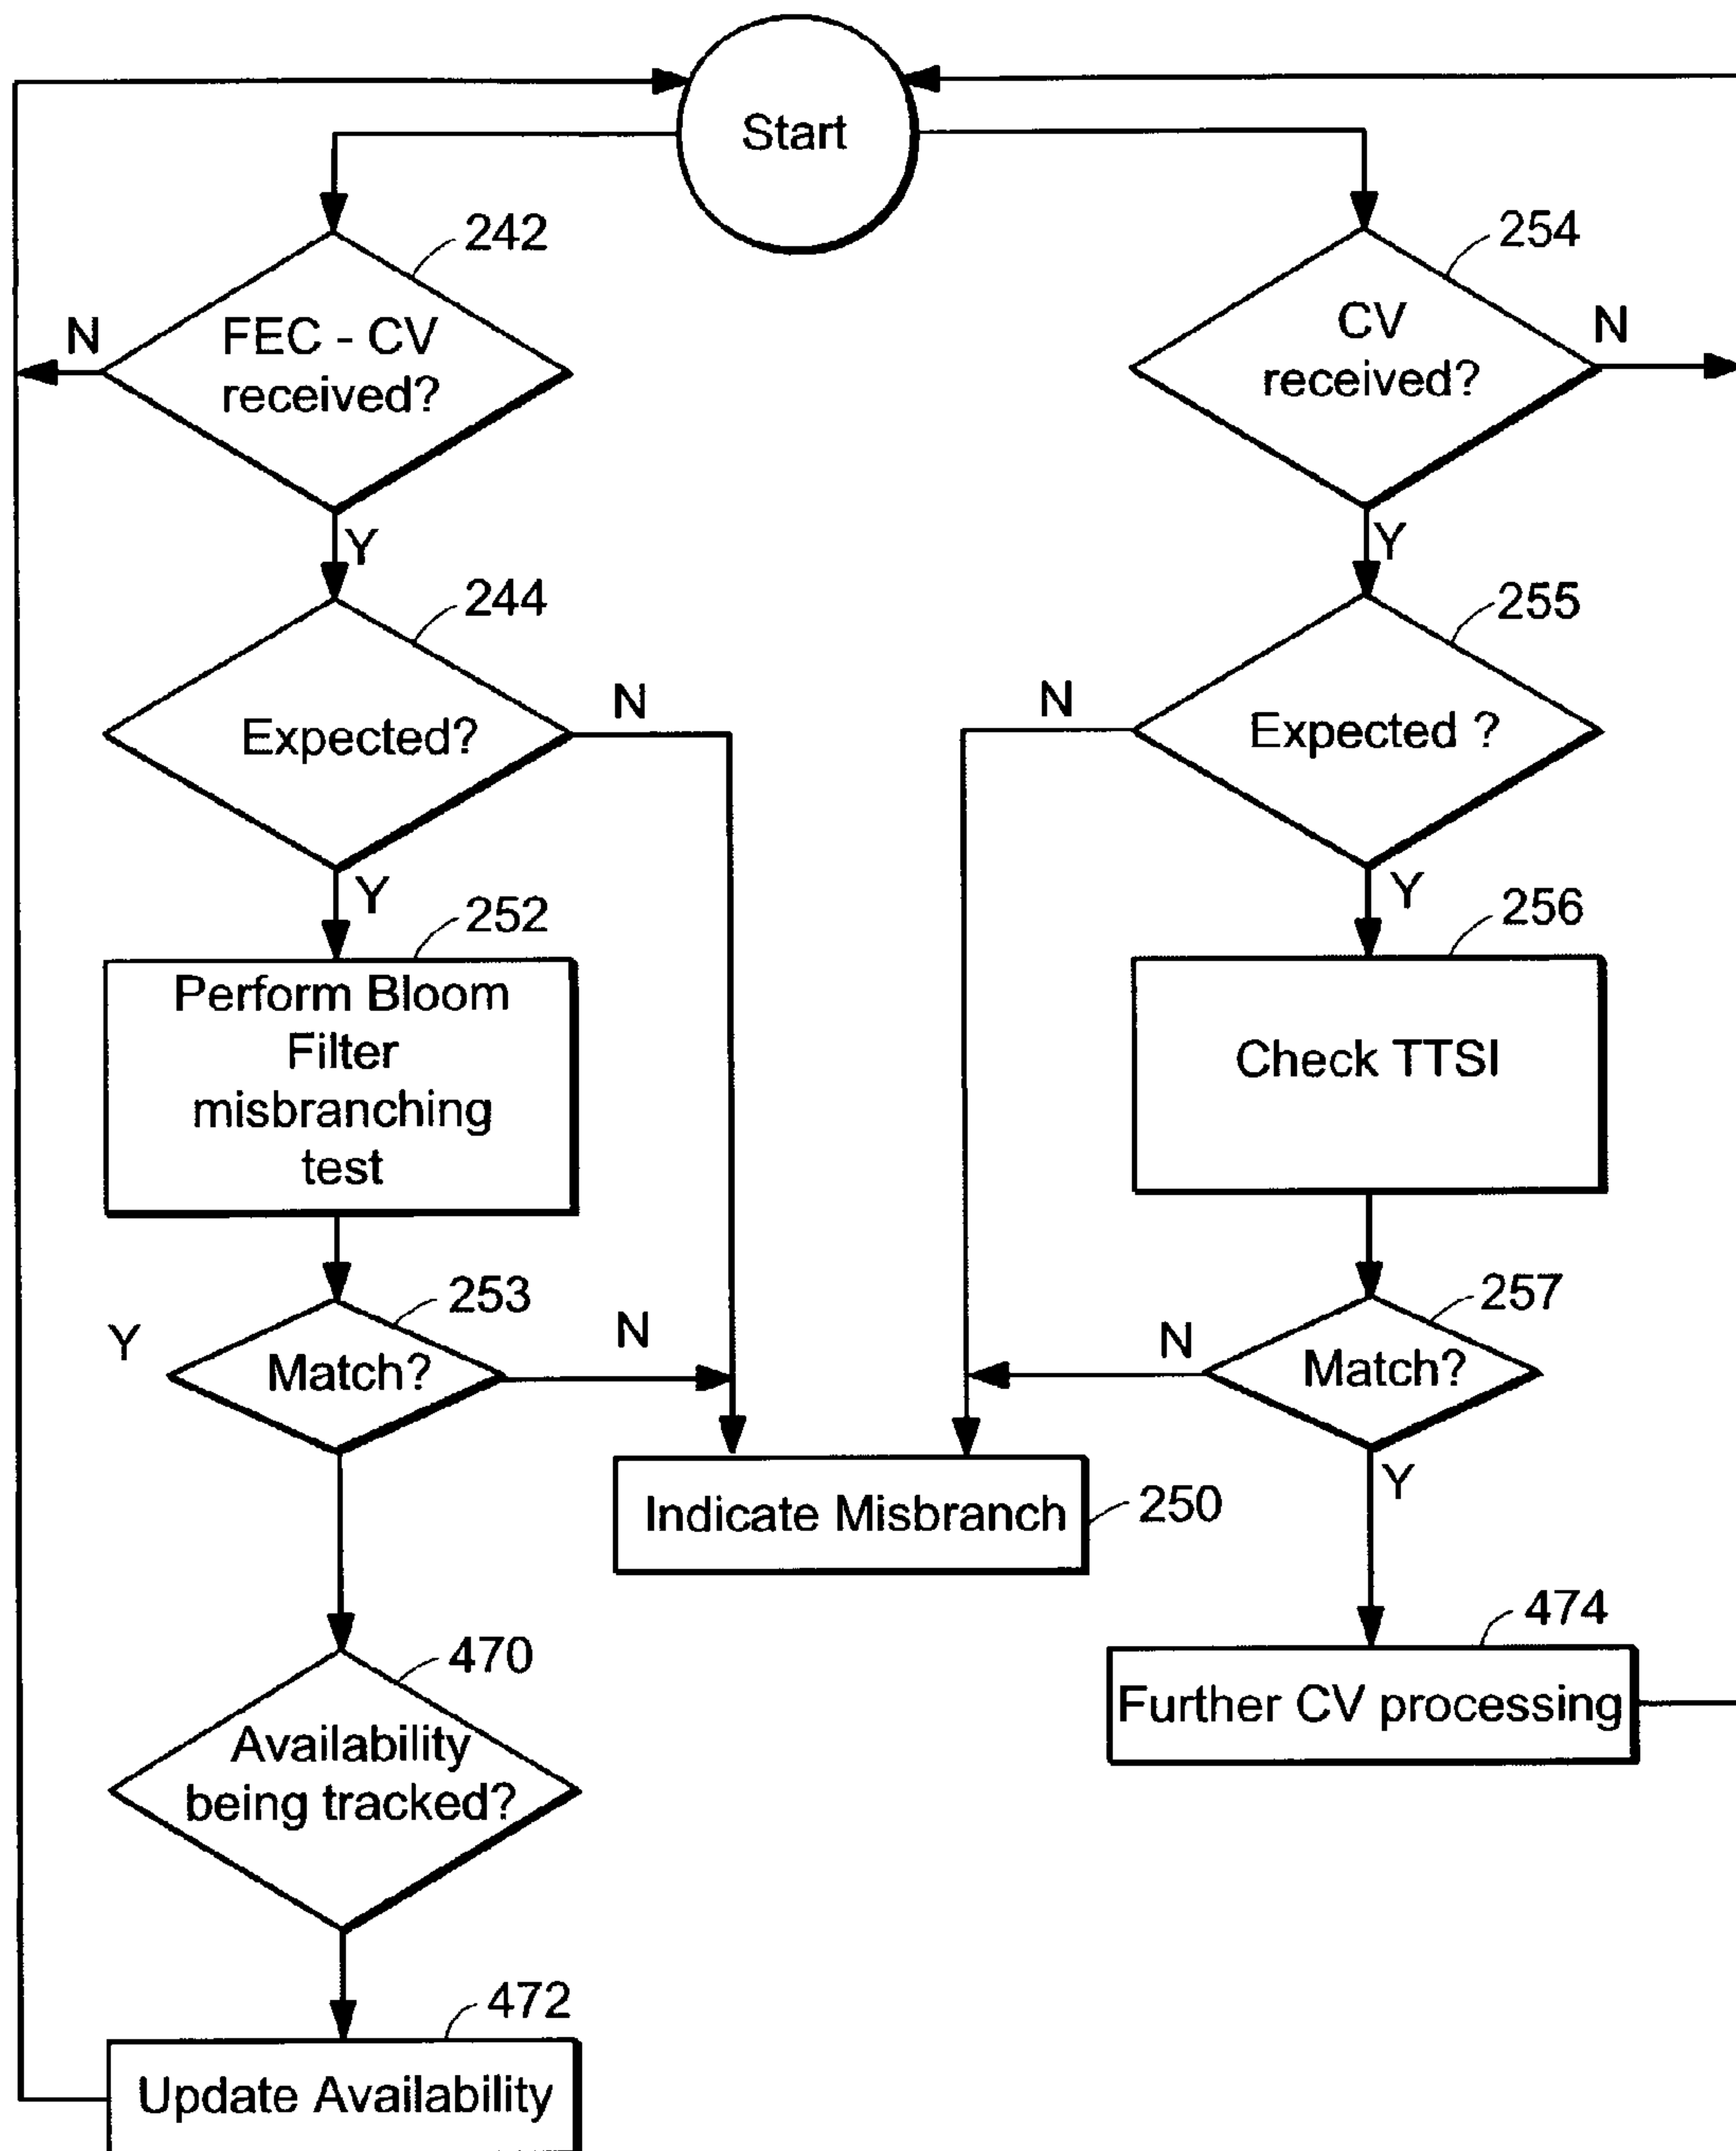 Start
242
FEC - CV
received?
N
Y
244
Expected?
N
Y
252
Perform Bloom
Filter
misbranching
test
253
Y
Match?
N
470
Availability
being tracked?
472
Update Availability
254
CV
received?
N
Y
255
Expected ?
N
Y
256
Check TTSI
257
Match?
N
Y
Indicate Misbranch
250
474
Further CV processing